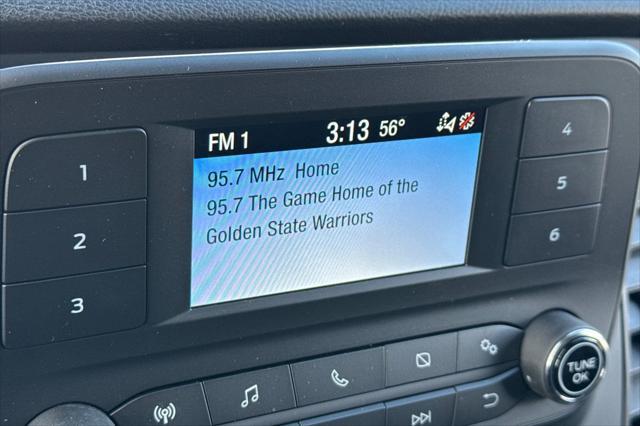 FM 1 3:13 56°
95.7 MHz Home
95.7 The Game Home of the
Golden State Warriors
1
2
3
4
5
6
TUNE
OK